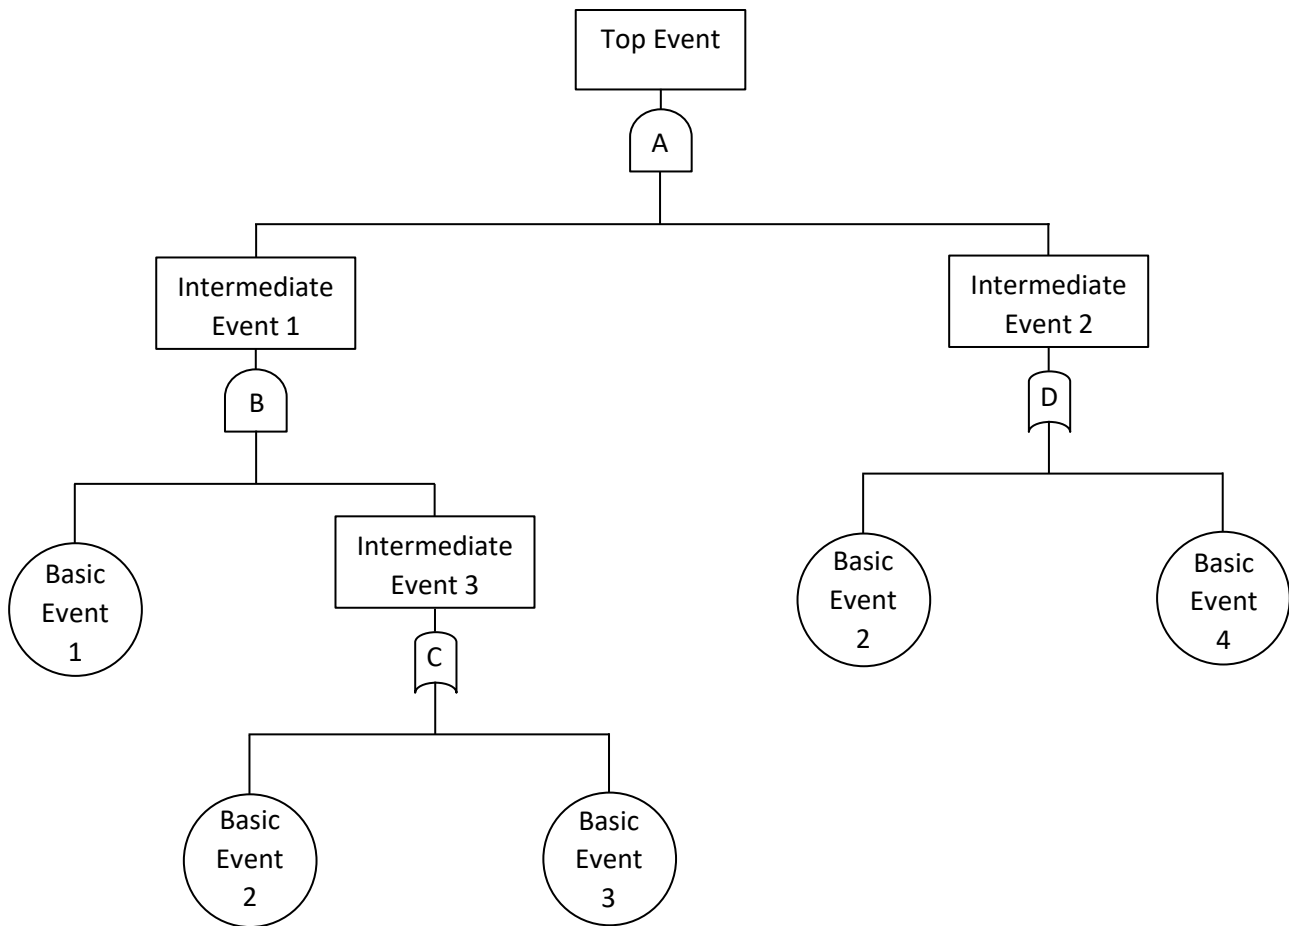 Top Event
A
Intermediate
Event 1
Intermediate
Event 2
B
D
Basic
Event
1
Intermediate
Event 3
Basic
Event
2
Basic
Event
4
C
Basic
Event
2
Basic
Event
3